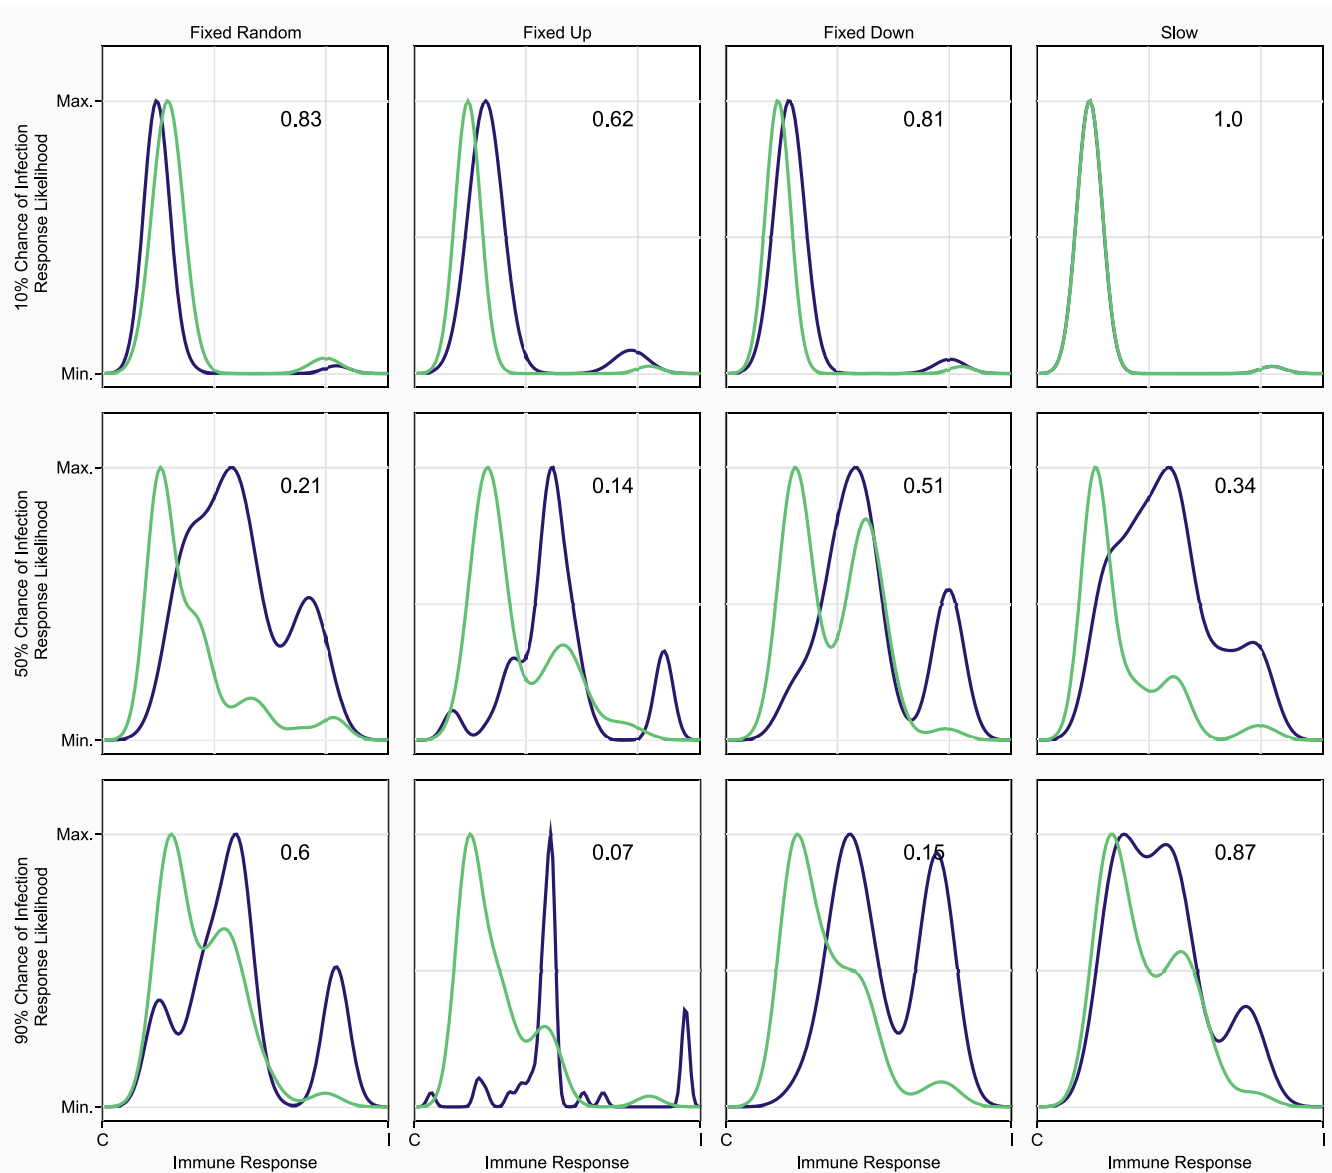 Fixed Random
Fixed Up
Fixed Down
Slow
10% Chance of Infection
Response Likelihood
Max.
Min.
0.83
0.62
0.81
1.0
50% Chance of Infection
Response Likelihood
Max.
Min.
0.21
0.14
0.51
0.34
90% Chance of Infection
Response Likelihood
Max.
Min.
0.6
0.07
0.15
0.87
C
I
C
I
C
I
C
I
Immune Response
Immune Response
Immune Response
Immune Response